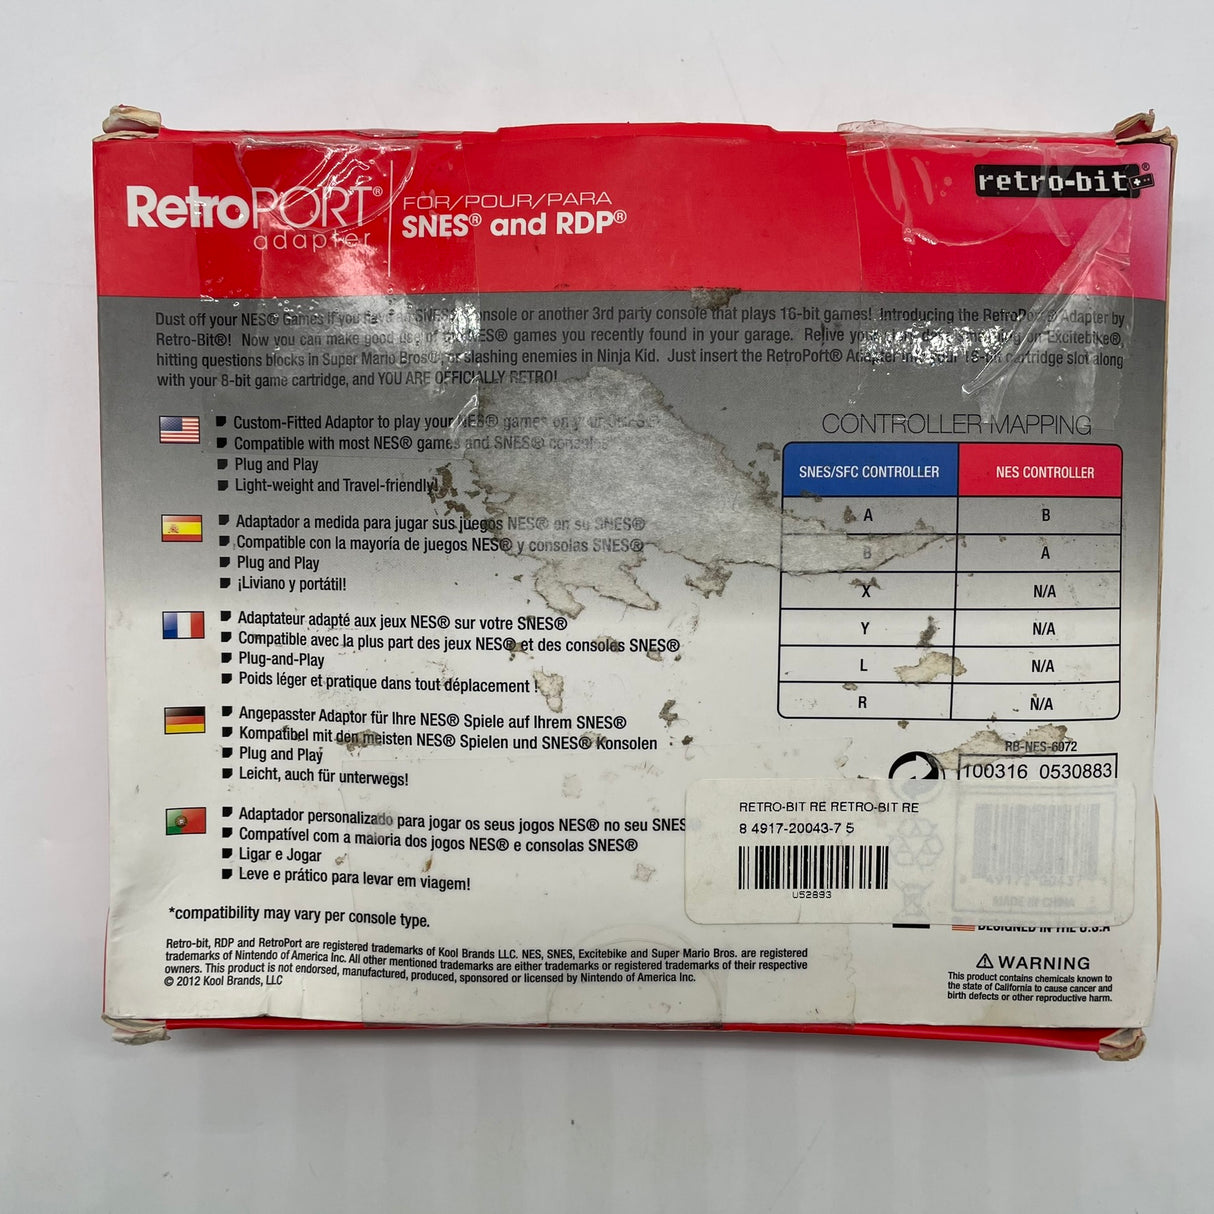 RetroPORT®
adapter
FOR/POUR/PARA
SNES® and RDP®
retro-bit®
Dust off your NES® Games if you have an SNES® console or another 3rd party console that plays 16-bit games! Introducing the RetroPort® Adapter by
Retro-Bit®! Now you can make good use of the NES® games you recently found in your garage. Relive your on Excitebike®,
hitting questions blocks in Super Mario Bros® or slashing enemies in Ninja Kid. Just insert the RetroPort® Adapter into your 16-bit cartridge slot along
with your 8-bit game cartridge, and YOU ARE OFFICIALLY RETRO!
Custom-Fitted Adaptor to play your NES® games on your SNES®
Compatible with most NES® games and SNES® consoles
Plug and Play
Light-weight and Travel-friendly!
Adaptador a medida para jugar sus juegos NES® en su SNES®
Compatible con la mayoría de juegos NES® y consolas SNES®
Plug and Play
¡Liviano y portátil!
Adaptateur adapté aux jeux NES® sur votre SNES®
Compatible avec la plus part des jeux NES® et des consoles SNES®
Plug-and-Play
Poids léger et pratique dans tout déplacement !
Angepasster Adaptor für Ihre NES® Spiele auf Ihrem SNES®
Kompatibel mit den meisten NES® Spielen und SNES® Konsolen
Plug and Play
Leicht, auch für unterwegs!
Adaptador personalizado para jogar os seus jogos NES® no seu SNES
Compatível com a maioria dos jogos NES® e consolas SNES®
Ligar e Jogar
Leve e prático para levar em viagem!
*compatibility may vary per console type.
Retro-bit, RDP and RetroPort are registered trademarks of Kool Brands LLC. NES, SNES, Excitebike and Super Mario Bros. are registered
trademarks of Nintendo of America Inc. All other mentioned trademarks are either trademarks or registered trademarks of their respective
owners. This product is not endorsed, manufactured, produced, sponsored or licensed by Nintendo of America Inc.
© 2012 Kool Brands, LLC
CONTROLLER MAPPING
SNES/SFC CONTROLLER NES CONTROLLER
A B
B A
X N/A
Y N/A
L N/A
R N/A
RB-NES-6072
100316 0530883
RETRO-BIT RE RETRO-BIT RE
8 4917-20043-7 5
U52893
MADE IN CHINA
DESIGNED IN THE U.S.A
WARNING
This product contains chemicals known to
the state of California to cause cancer and
birth defects or other reproductive harm.